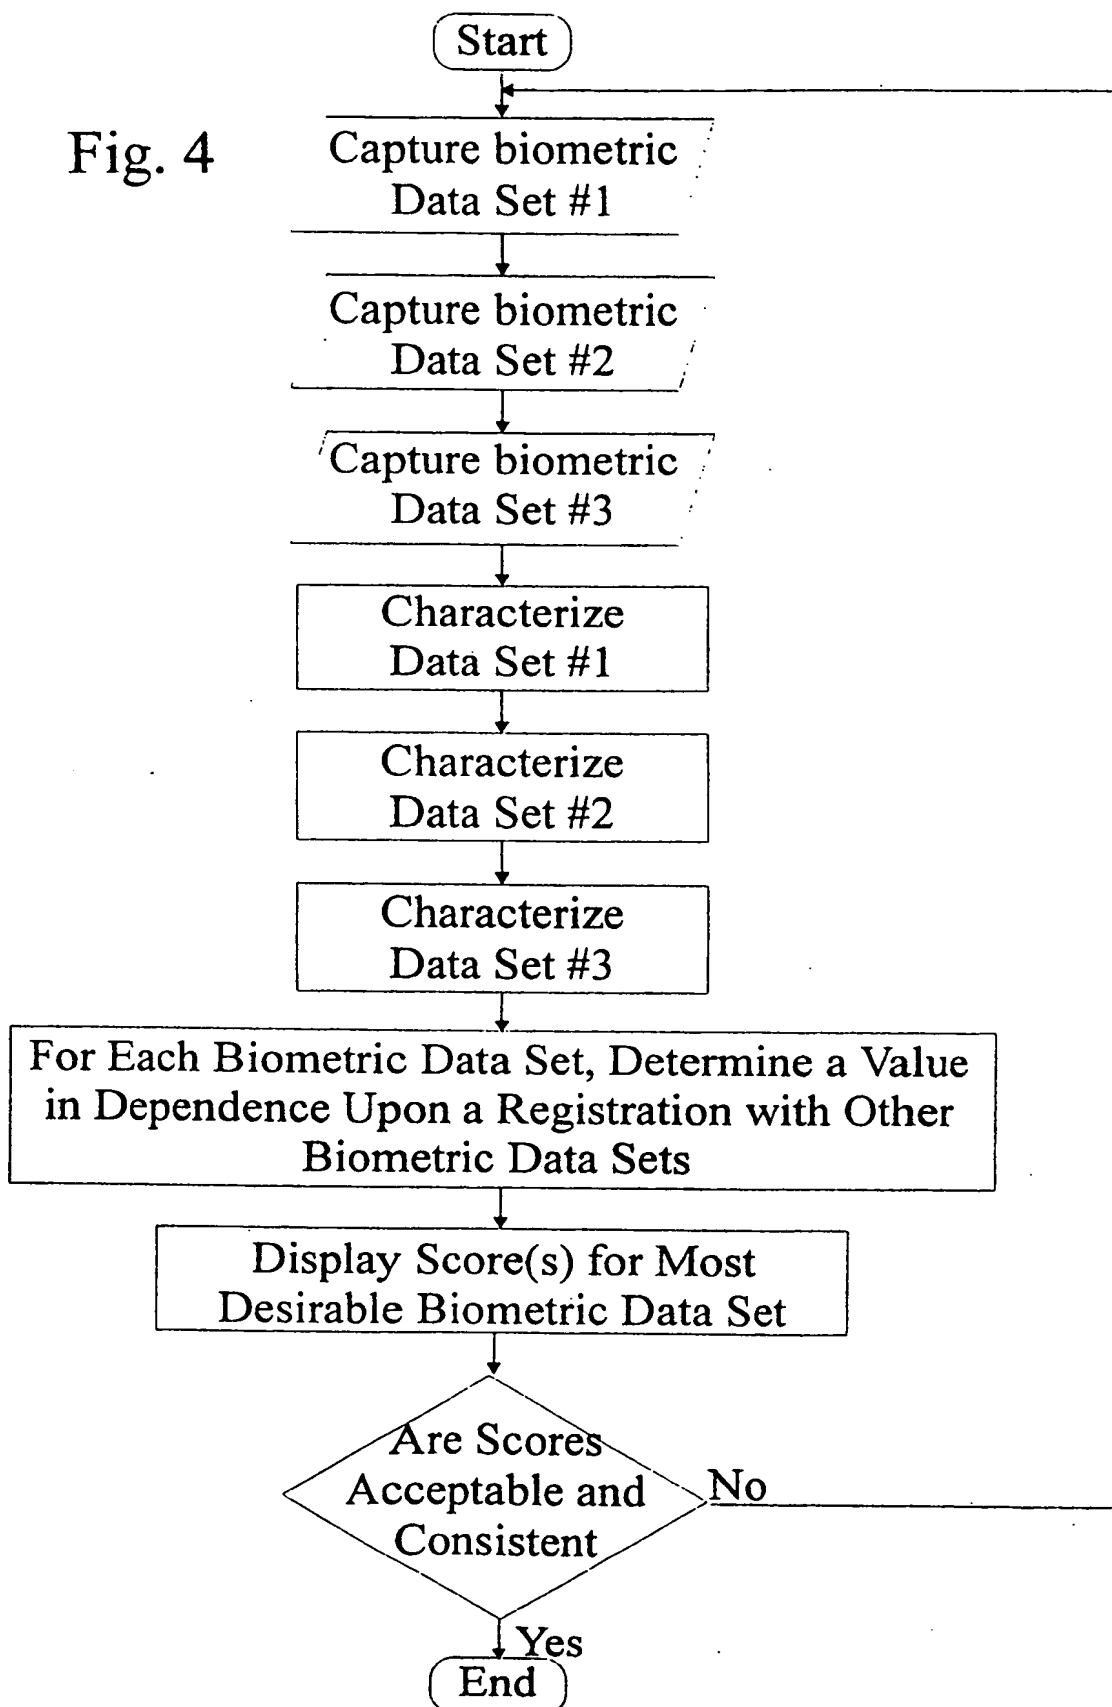 Start
Fig. 4
Capture biometric
Data Set #1
Capture biometric
Data Set #2
Capture biometric
Data Set #3
Characterize
Data Set #1
Characterize
Data Set #2
Characterize
Data Set #3
For Each Biometric Data Set, Determine a Value
in Dependence Upon a Registration with Other
Biometric Data Sets
Display Score(s) for Most
Desirable Biometric Data Set
Are Scores
Acceptable and
Consistent
No
Yes
End